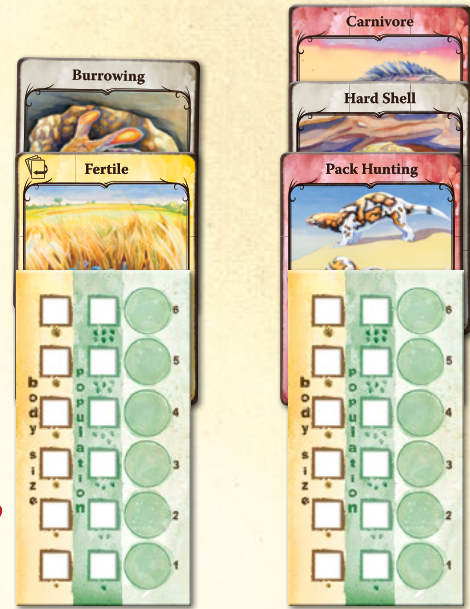 Burrowing
Fertile
6
5
4
3
2
1
body size
population
Carnivore
Hard Shell
Pack Hunting
6
5
4
3
2
1
body size
population